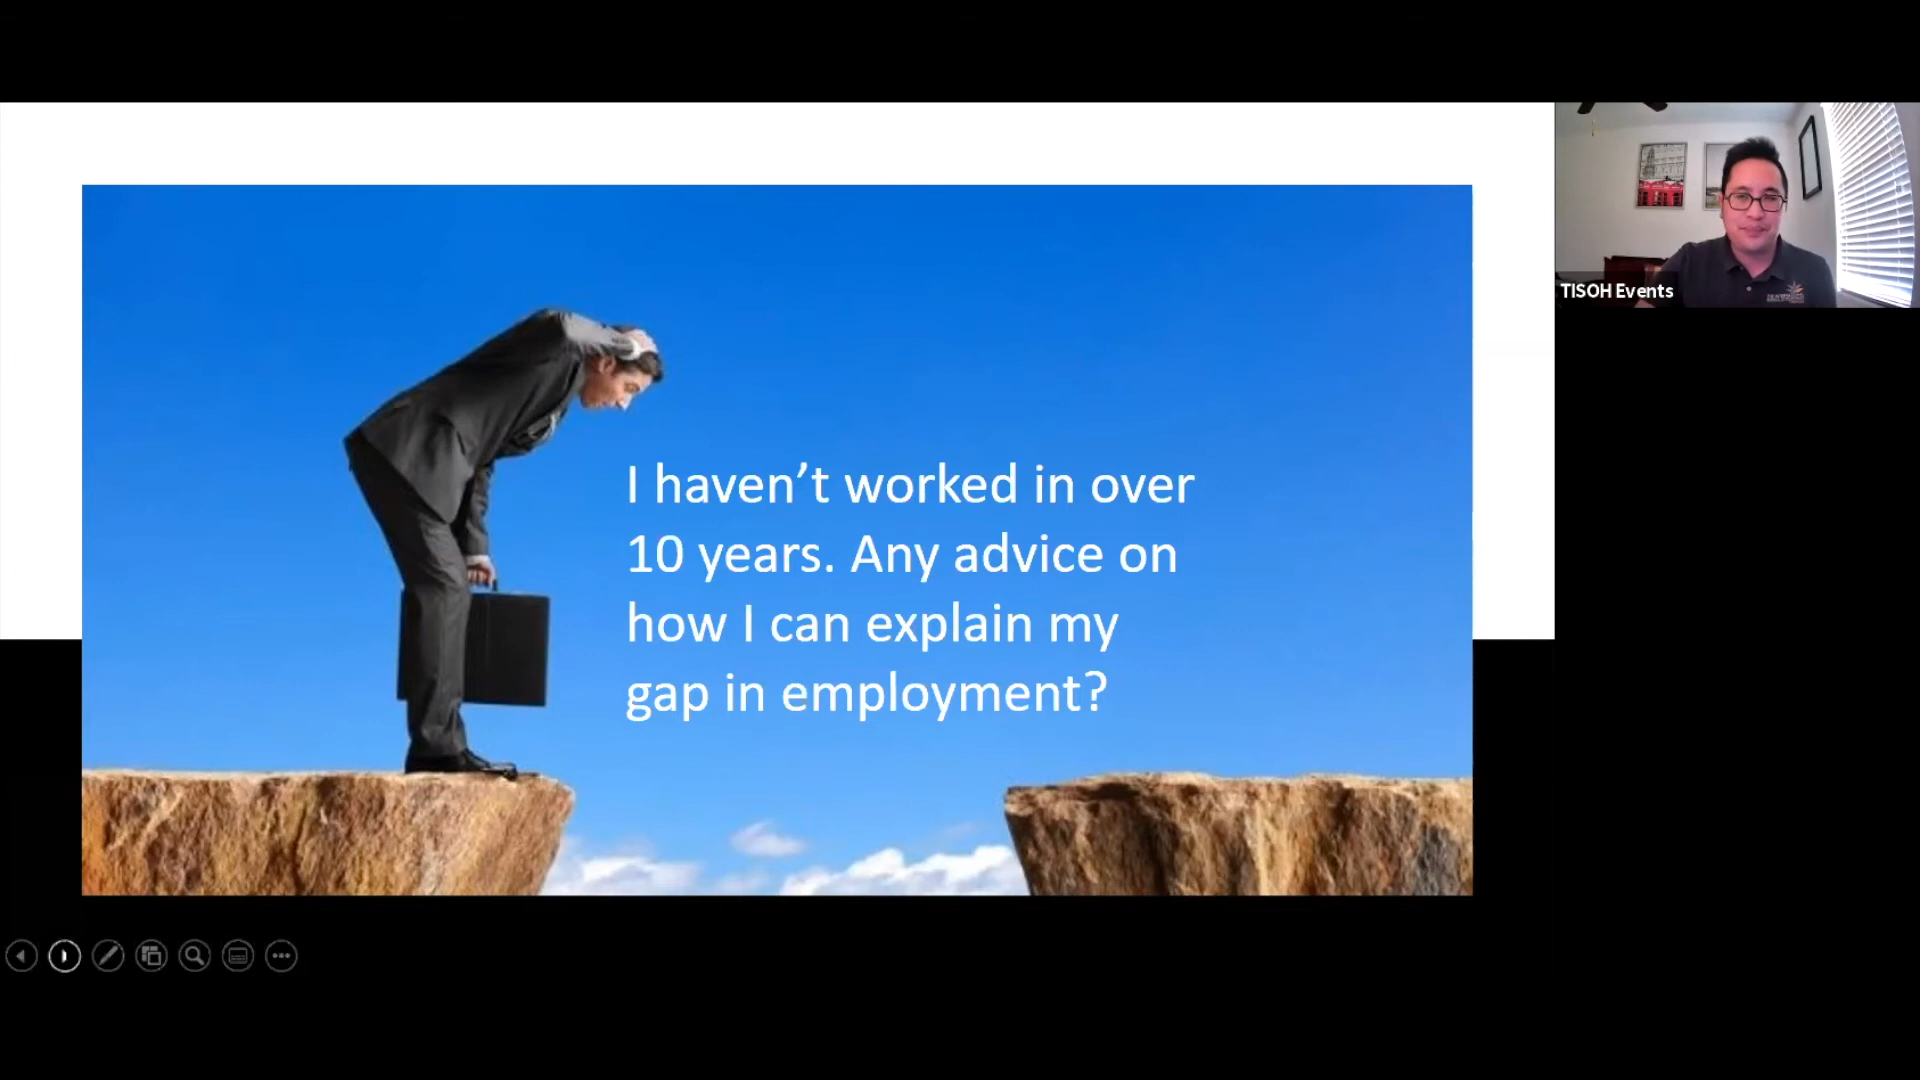 I haven’t worked in over
10 years. Any advice on
how I can explain my
gap in employment?
TISOH Events